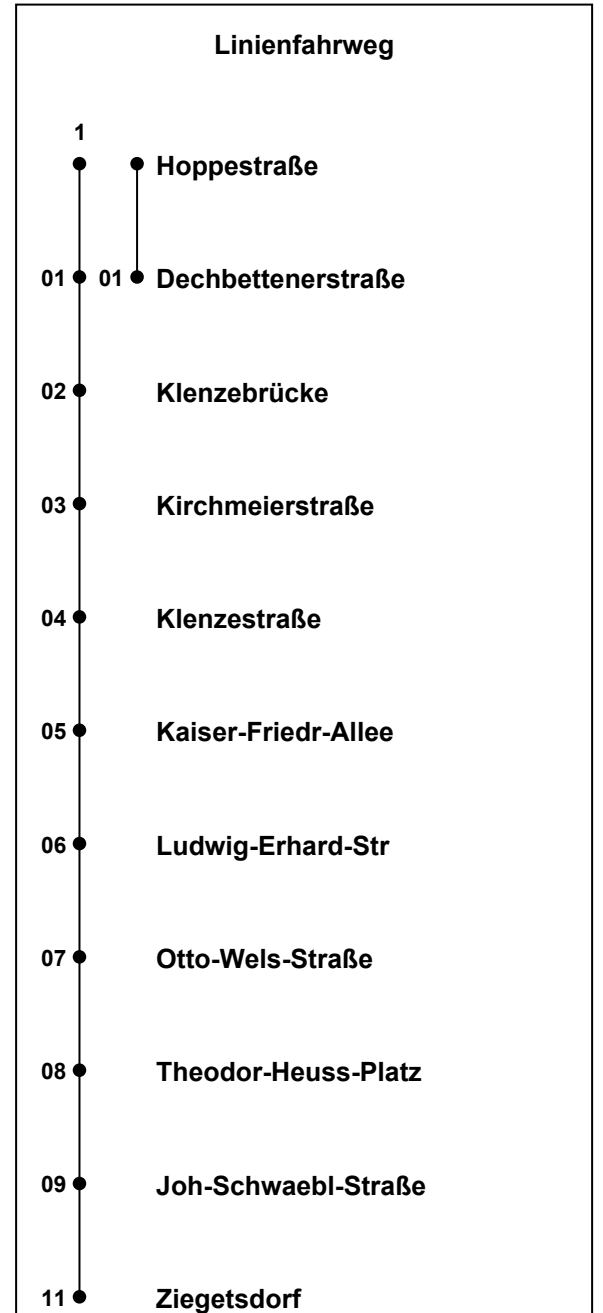 Linienfahrweg
1
Hoppestraße
01 01 Dechbettenerstraße
02 Klenzebrücke
03 Kirchmeierstraße
04 Klenzestraße
05 Kaiser-Friedr-Allee
06 Ludwig-Erhard-Str
07 Otto-Wels-Straße
08 Theodor-Heuss-Platz
09 Joh-Schwaebl-Straße
11 Ziegetsdorf